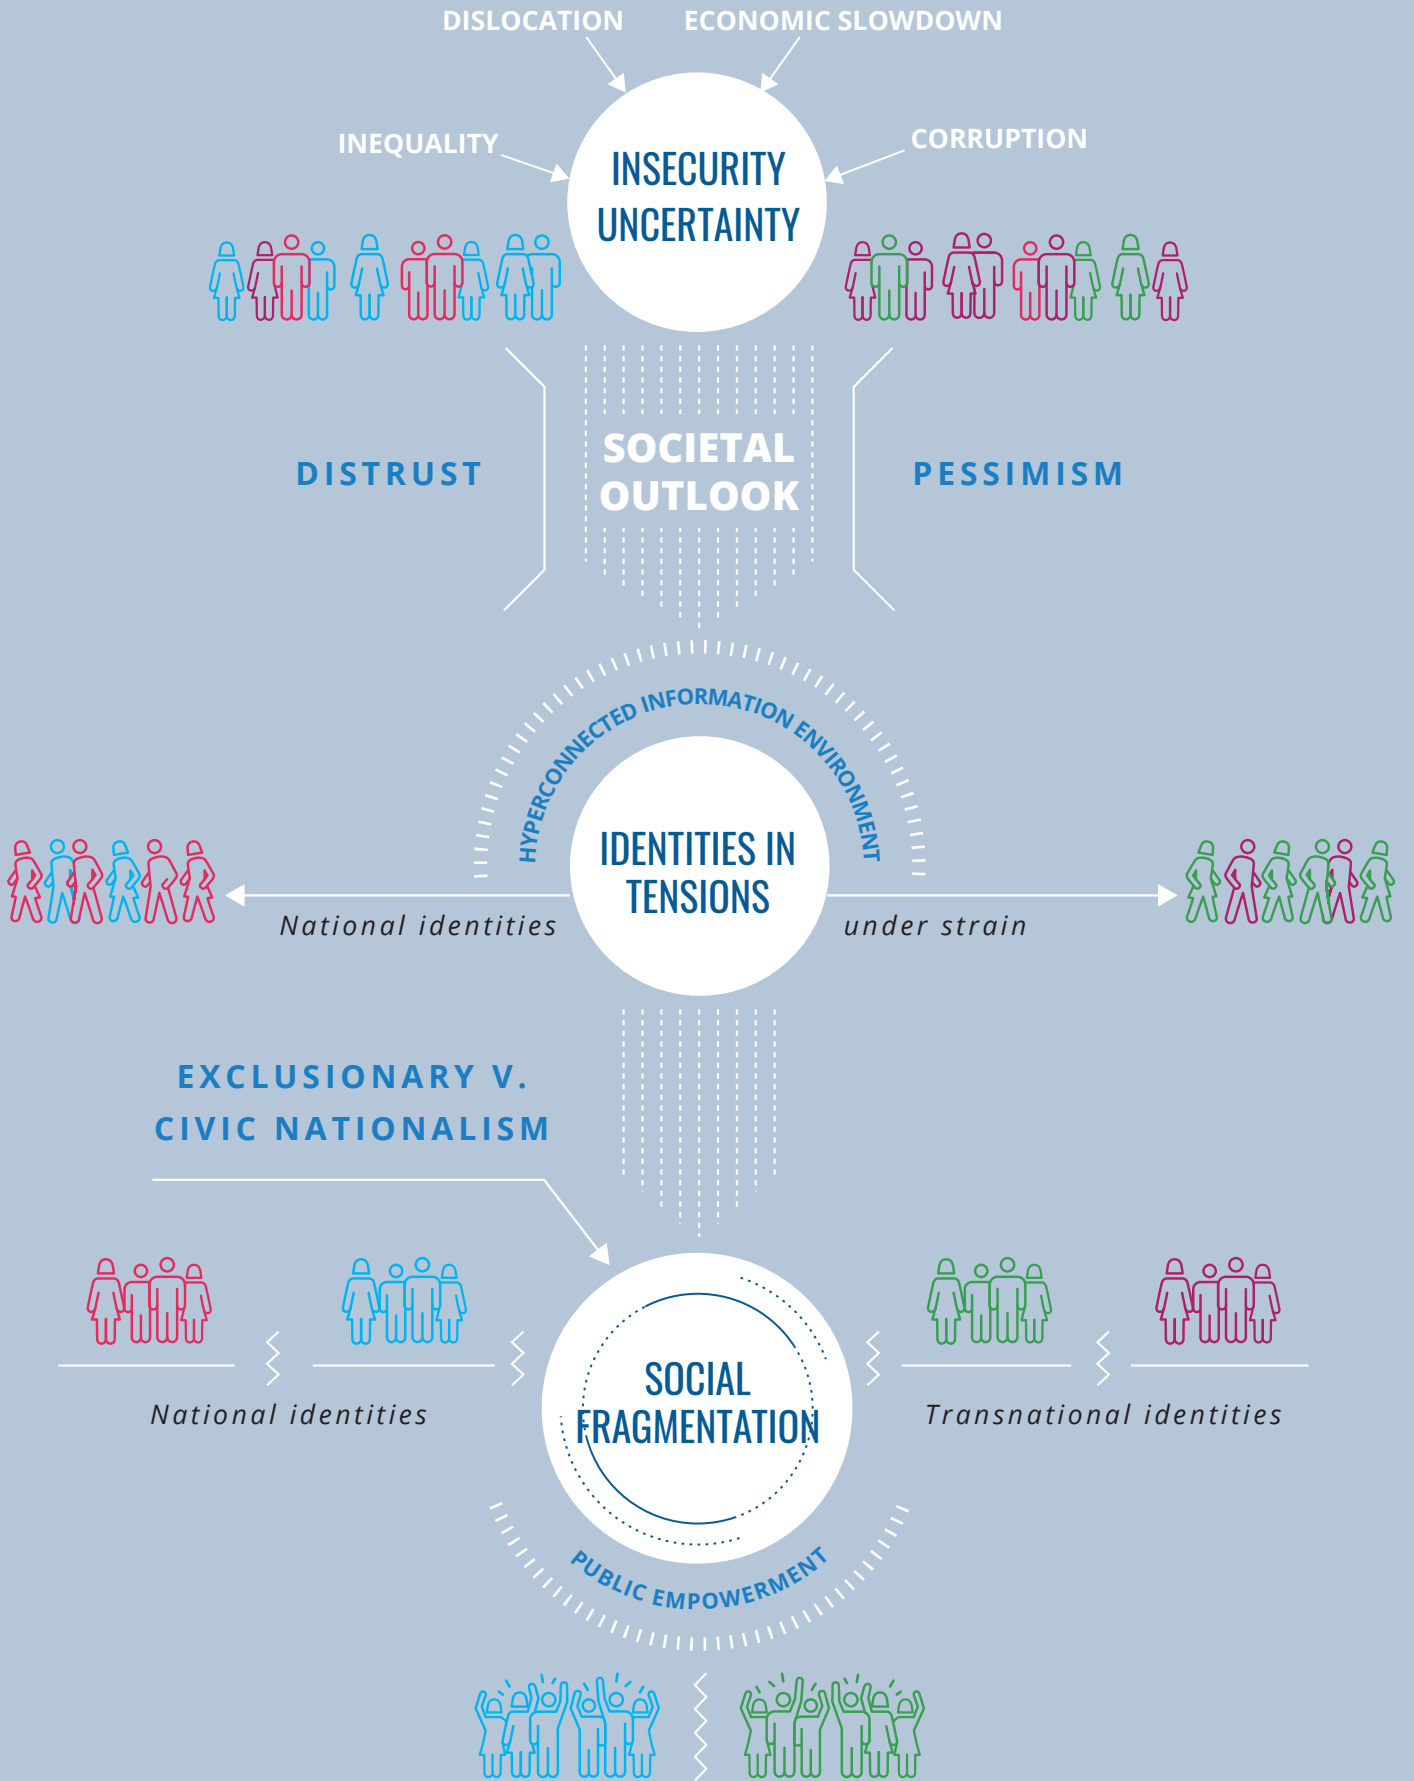 DISLOCATION
ECONOMIC SLOWDOWN
INEQUALITY
CORRUPTION
INSECURITY
UNCERTAINTY
DISTRUST
SOCIETAL
OUTLOOK
PESSIMISM
HYPERCONNECTED INFORMATION ENVIRONMENT
IDENTITIES IN
TENSIONS
National identities
under strain
EXCLUSIONARY V.
CIVIC NATIONALISM
SOCIAL
FRAGMENTATION
National identities
Transnational identities
PUBLIC EMPOWERMENT